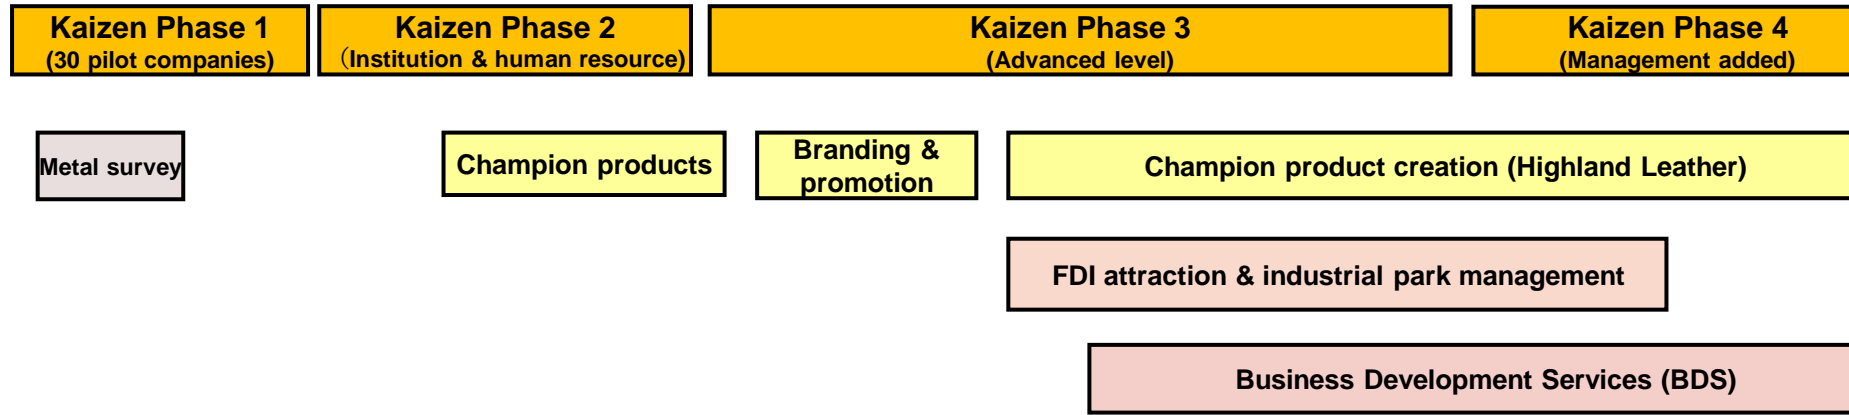 Kaizen Phase 1
(30 pilot companies)
Kaizen Phase 2
（Institution & human resource)
Kaizen Phase 3
(Advanced level)
Kaizen Phase 4
(Management added)
Metal survey
Champion products
Branding &
promotion
Champion product creation (Highland Leather)
FDI attraction & industrial park management
Business Development Services (BDS)